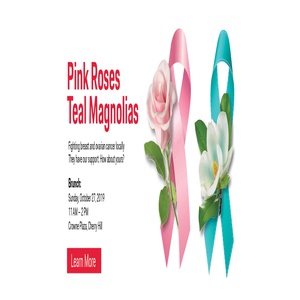 Pink Roses
Teal Magnolias
Fighting breast and ovarian cancer locally.
They have our support. How about yours?
Brunch:
Sunday, October 27, 2019
11 AM – 2 PM
Crowne Plaza, Cherry Hill
Learn More